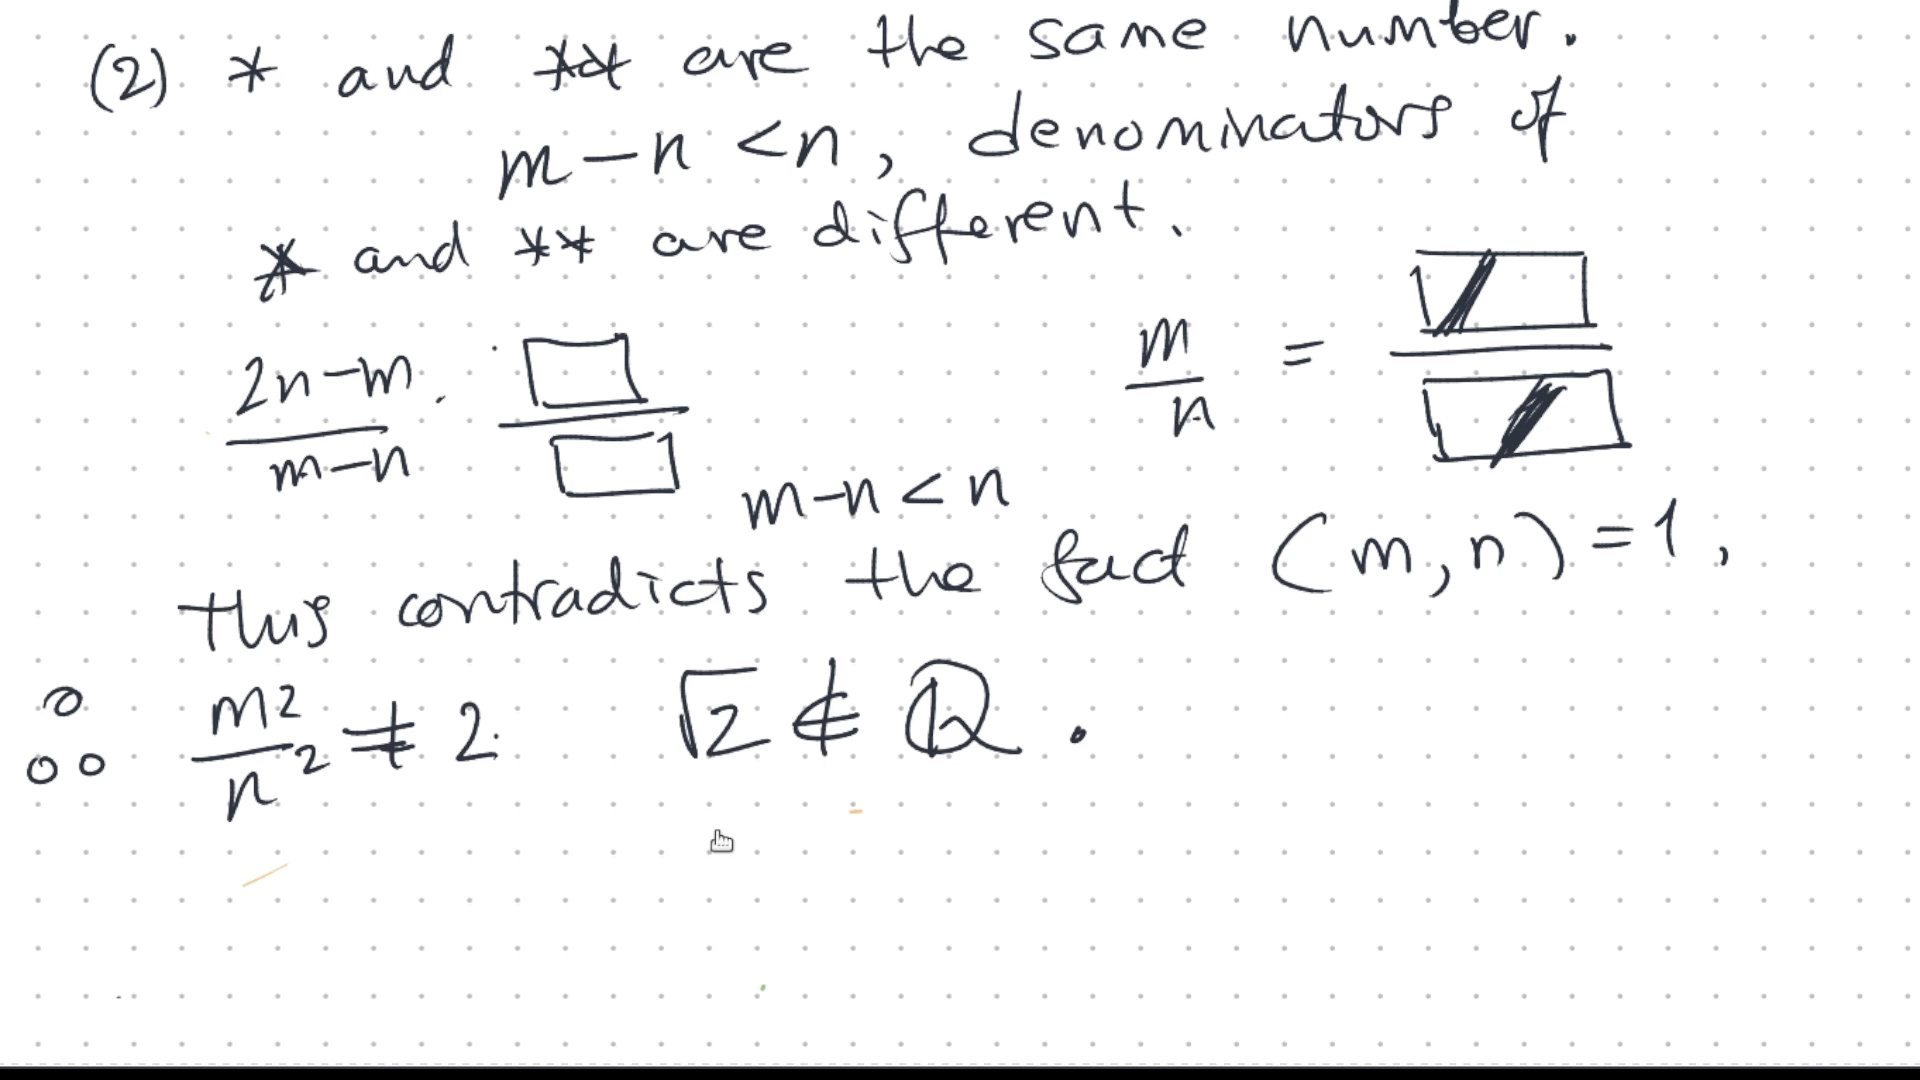 (2) * and ** are the same number.
m-n < n, denominators of
* and ** are different.
(2n-m)/(m-n) □/□ m/n = □/□
m-n < n
this contradicts the fact (m,n)=1,
∴ m²/n² ≠ 2 √2 ∉ ℚ.